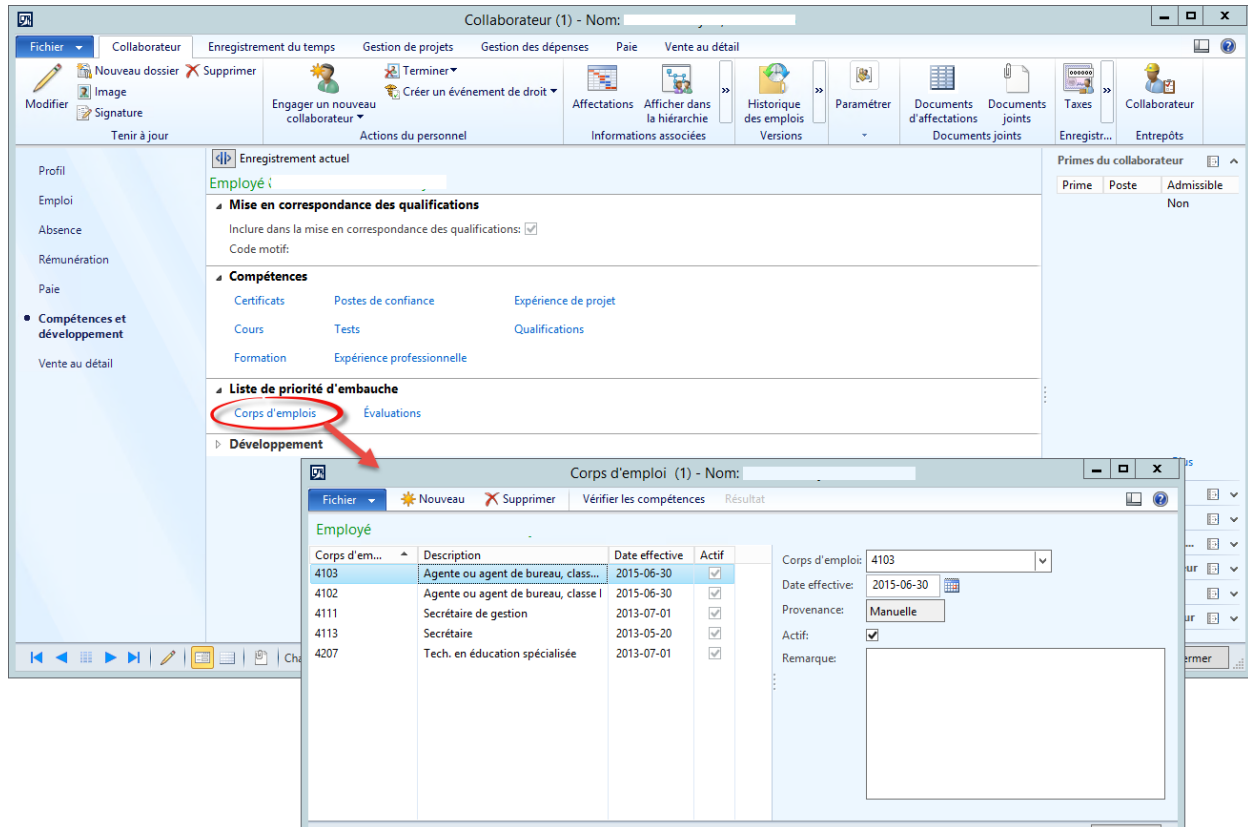 Collaborateur (1) - Nom:
Fichier Collaborateur Enregistrement du temps Gestion de projets Gestion des dépenses Paie Vente au détail
Modifier
Nouveau dossier
Supprimer
Image
Signature
Tenir à jour
Engager un nouveau
collaborateur
Terminer
Créer un événement de droit
Actions du personnel
Affectations
Afficher dans
la hiérarchie
Informations associées
Historique
des emplois
Versions
Paramétrer
Documents
d'affectations
Documents
joints
Documents joints
Taxes
Enregistr...
Collaborateur
Entrepôts
Profil
Emploi
Absence
Rémunération
Paie
Compétences et
développement
Vente au détail
Enregistrement actuel
Employé
Mise en correspondance des qualifications
Inclure dans la mise en correspondance des qualifications:
Code motif:
Compétences
Certificats Postes de confiance Expérience de projet
Cours Tests Qualifications
Formation Expérience professionnelle
Liste de priorité d'embauche
Corps d'emplois Évaluations
Développement
Primes du collaborateur
Prime Poste Admissible
Non
Corps d'emploi (1) - Nom:
Fichier Nouveau Supprimer Vérifier les compétences Résultat
Employé
Corps d'em... Description Date effective Actif
4103 Agente ou agent de bureau, class... 2015-06-30
4102 Agente ou agent de bureau, classe I 2015-06-30
4111 Secrétaire de gestion 2013-07-01
4113 Secrétaire 2013-05-20
4207 Tech. en éducation spécialisée 2013-07-01
Corps d'emploi: 4103
Date effective: 2015-06-30
Provenance: Manuelle
Actif:
Remarque: